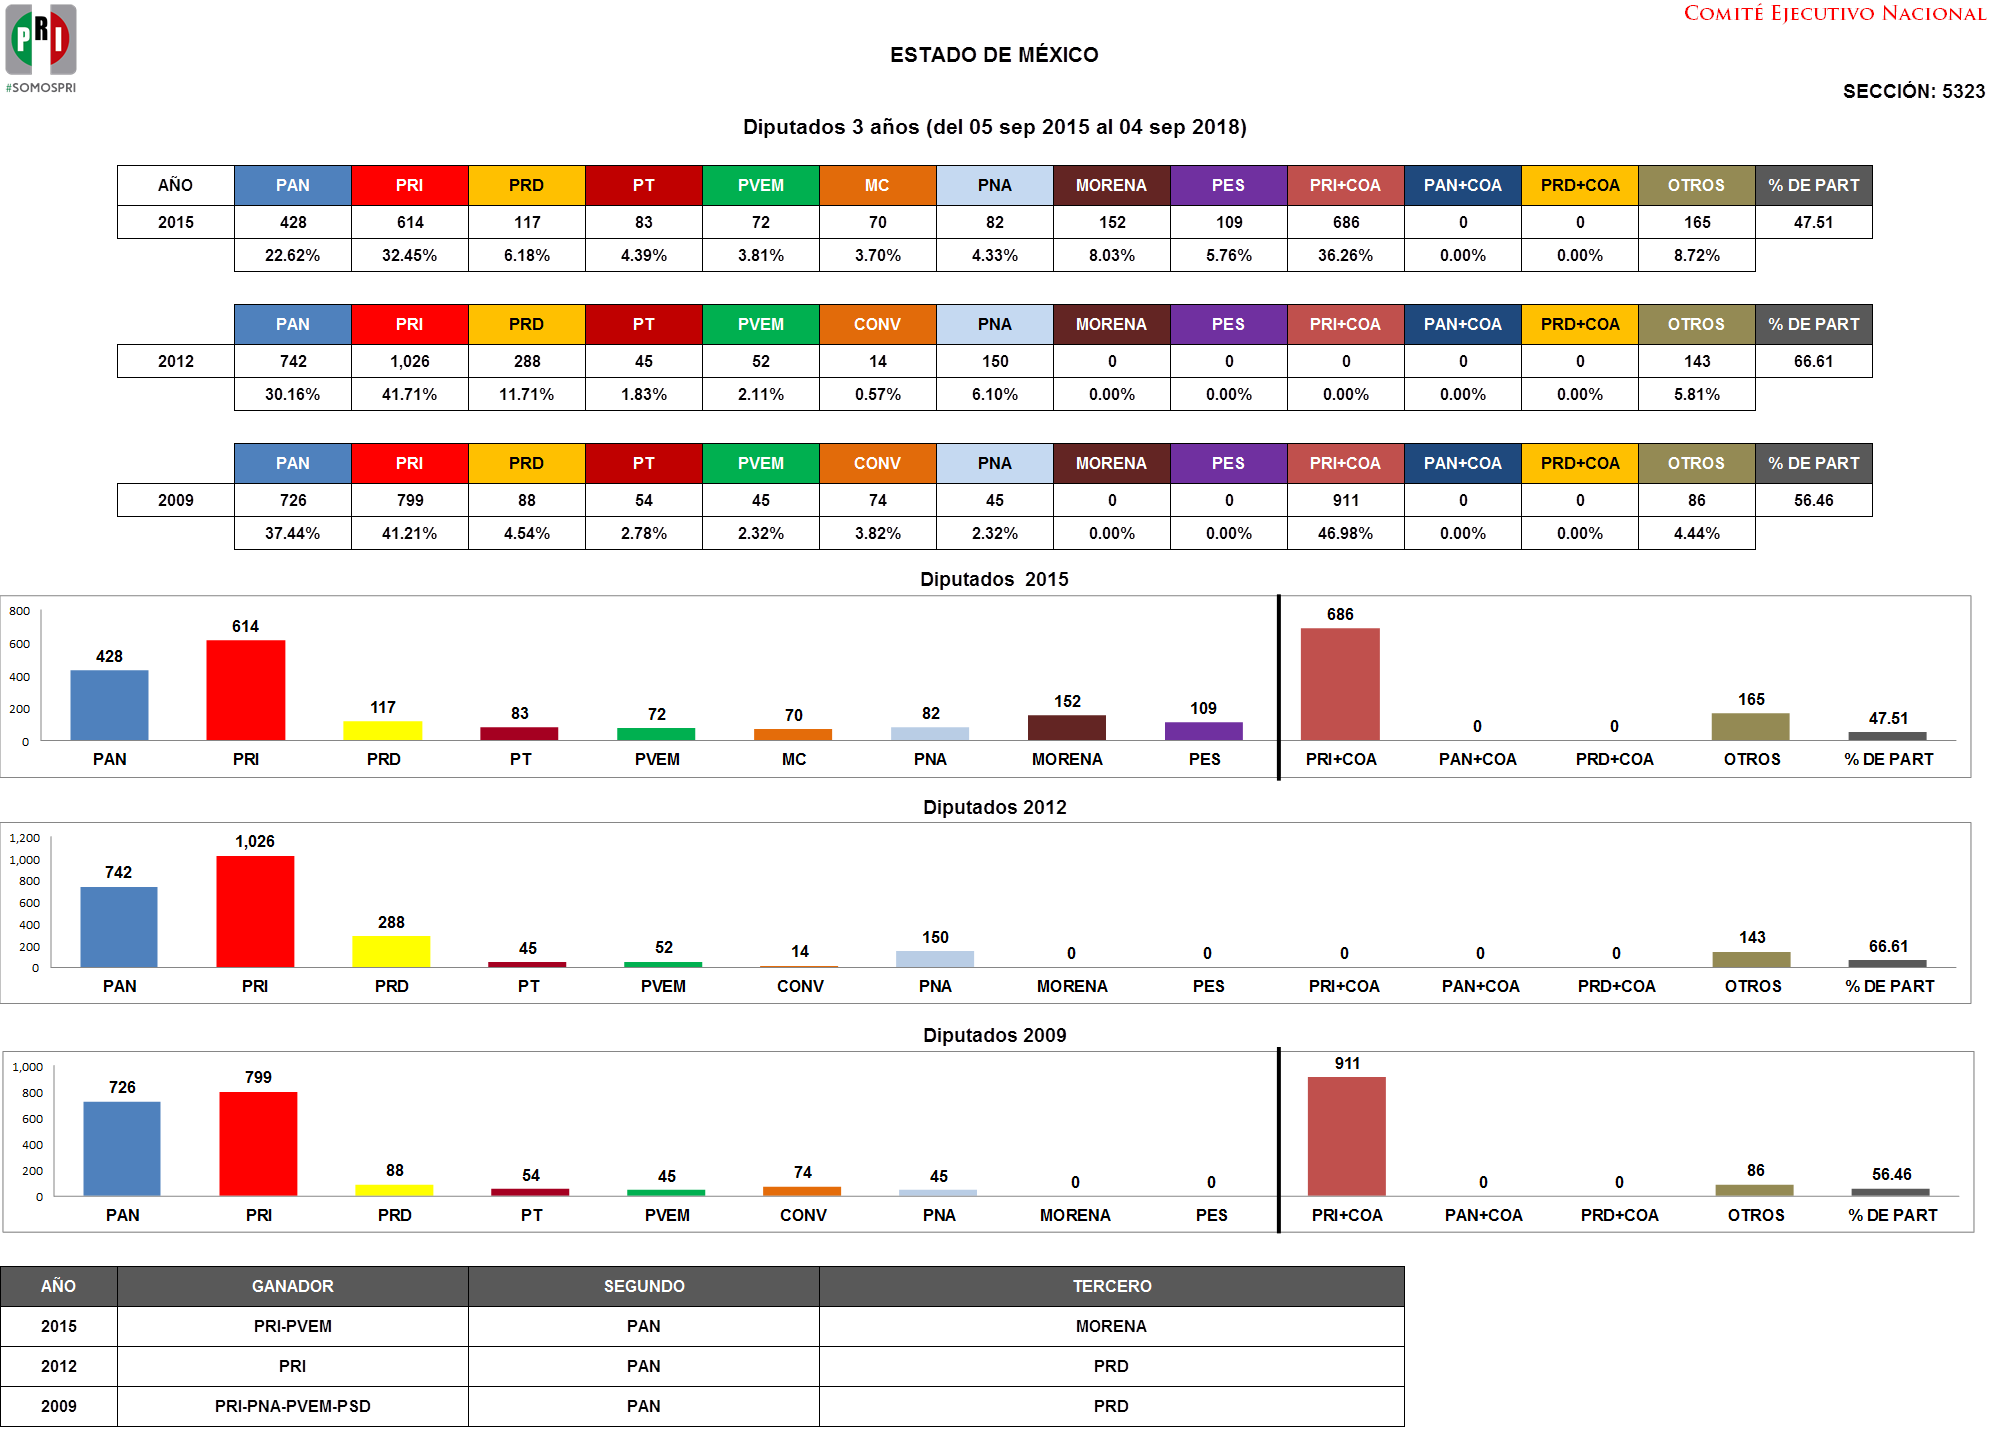 PRI
#SOMOSPRI
COMITÉ EJECUTIVO NACIONAL
ESTADO DE MÉXICO
SECCIÓN: 5323
Diputados 3 años (del 05 sep 2015 al 04 sep 2018)
AÑO PAN PRI PRD PT PVEM MC PNA MORENA PES PRI+COA PAN+COA PRD+COA OTROS % DE PART
2015 428 614 117 83 72 70 82 152 109 686 0 0 165 47.51
22.62% 32.45% 6.18% 4.39% 3.81% 3.70% 4.33% 8.03% 5.76% 36.26% 0.00% 0.00% 8.72%
PAN PRI PRD PT PVEM CONV PNA MORENA PES PRI+COA PAN+COA PRD+COA OTROS % DE PART
2012 742 1,026 288 45 52 14 150 0 0 0 0 0 143 66.61
30.16% 41.71% 11.71% 1.83% 2.11% 0.57% 6.10% 0.00% 0.00% 0.00% 0.00% 0.00% 5.81%
PAN PRI PRD PT PVEM CONV PNA MORENA PES PRI+COA PAN+COA PRD+COA OTROS % DE PART
2009 726 799 88 54 45 74 45 0 0 911 0 0 86 56.46
37.44% 41.21% 4.54% 2.78% 2.32% 3.82% 2.32% 0.00% 0.00% 46.98% 0.00% 0.00% 4.44%
Diputados 2015
800
600
400
200
0
428 614 117 83 72 70 82 152 109 686 0 0 165 47.51
PAN PRI PRD PT PVEM MC PNA MORENA PES PRI+COA PAN+COA PRD+COA OTROS % DE PART
Diputados 2012
1,200
1,000
800
600
400
200
0
742 1,026 288 45 52 14 150 0 0 0 0 0 143 66.61
PAN PRI PRD PT PVEM CONV PNA MORENA PES PRI+COA PAN+COA PRD+COA OTROS % DE PART
Diputados 2009
1,000
800
600
400
200
0
726 799 88 54 45 74 45 0 0 911 0 0 86 56.46
PAN PRI PRD PT PVEM CONV PNA MORENA PES PRI+COA PAN+COA PRD+COA OTROS % DE PART
AÑO GANADOR SEGUNDO TERCERO
2015 PRI-PVEM PAN MORENA
2012 PRI PAN PRD
2009 PRI-PNA-PVEM-PSD PAN PRD